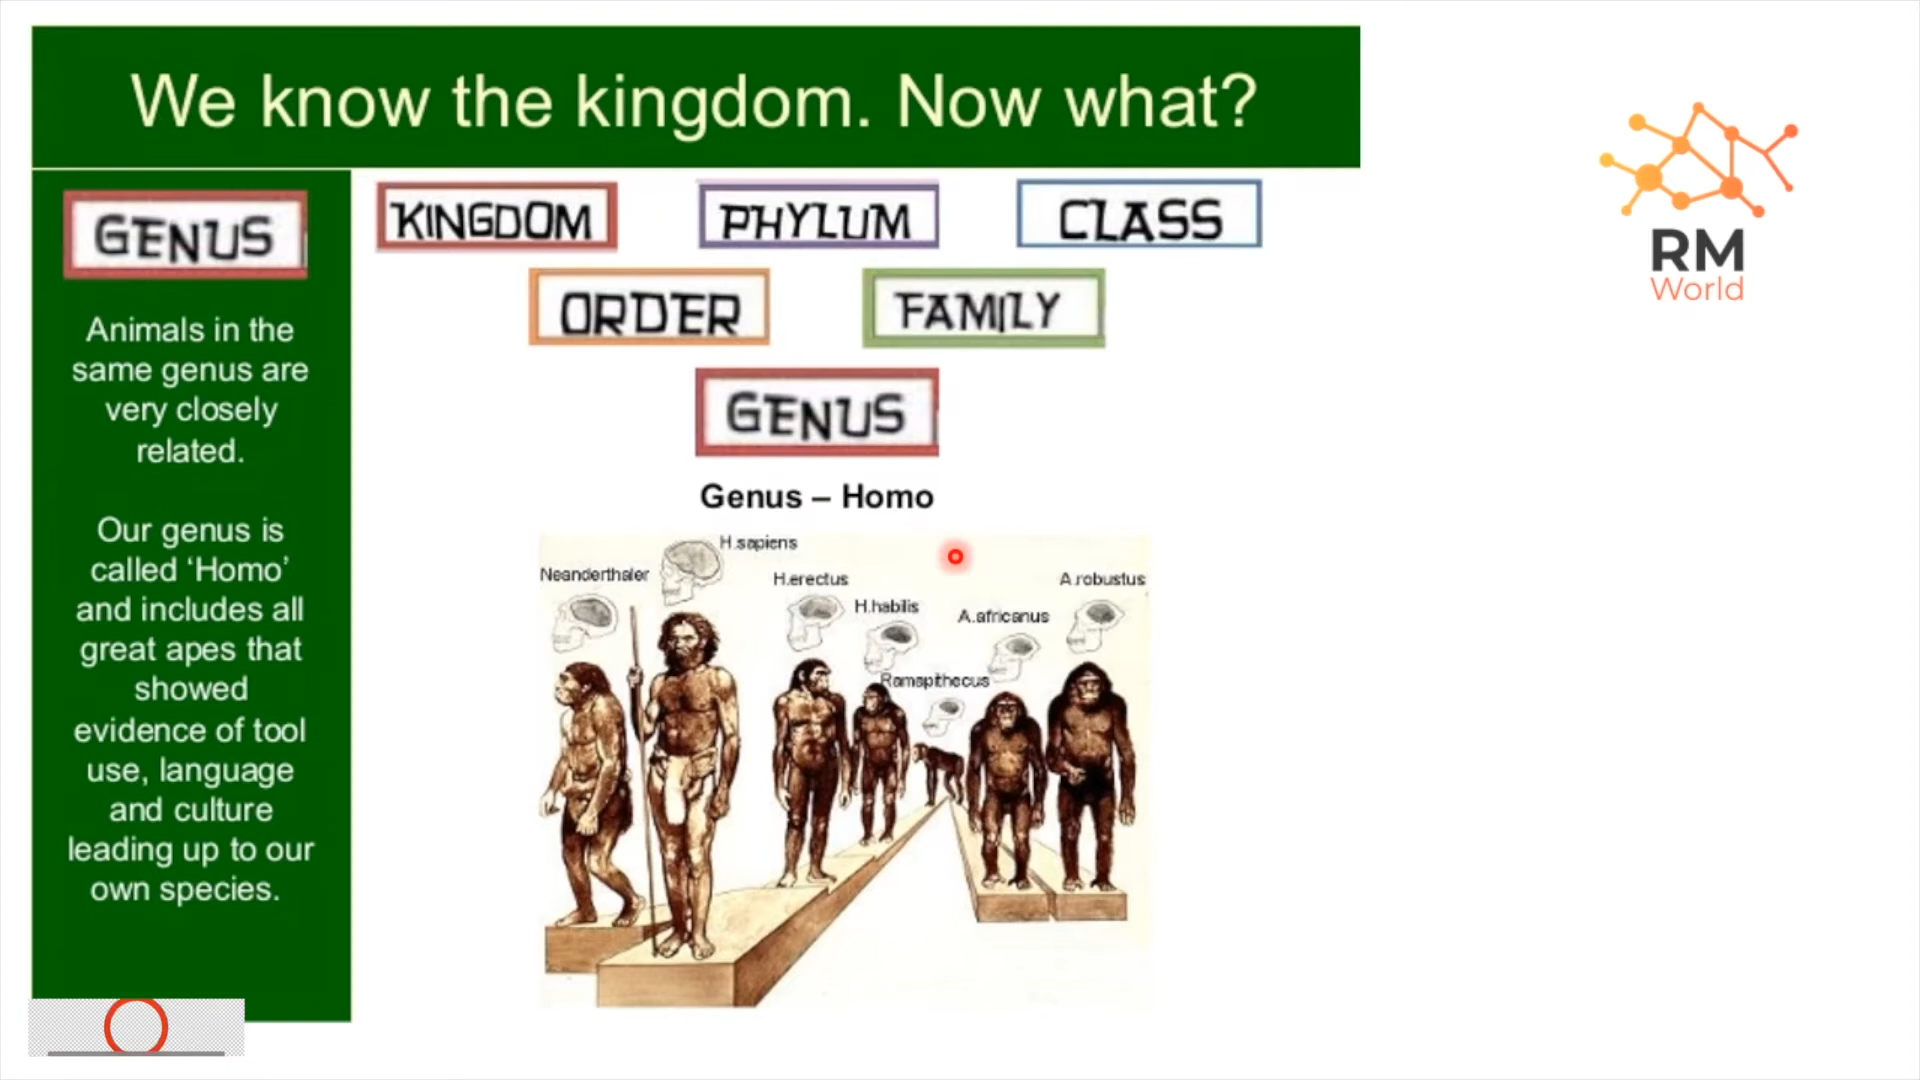 We know the kingdom. Now what?
GENUS
Animals in the
same genus are
very closely
related.
Our genus is
called ‘Homo’
and includes all
great apes that
showed
evidence of tool
use, language
and culture
leading up to our
own species.
KINGDOM
PHYLUM
CLASS
ORDER
FAMILY
GENUS
Genus – Homo
H.sapiens
Neanderthaler
H.erectus
A.robustus
H.habilis
A.africanus
Ramapithecus
RM
World